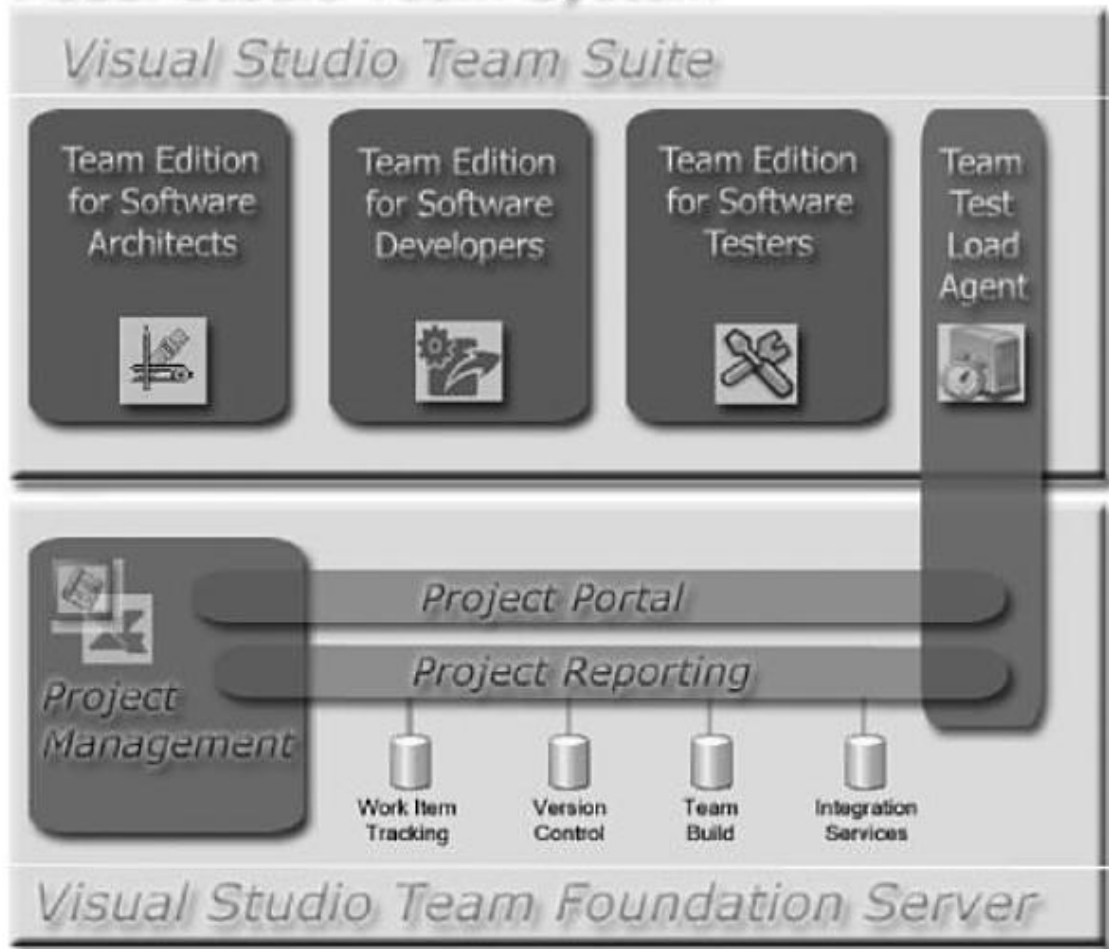 Visual Studio Team Suite
Team Edition
for Software
Architects
Team Edition
for Software
Developers
Team Edition
for Software
Testers
Team
Test
Load
Agent
Project Portal
Project Reporting
Project
Management
Work Item
Tracking
Version
Control
Team
Build
Integration
Services
Visual Studio Team Foundation Server